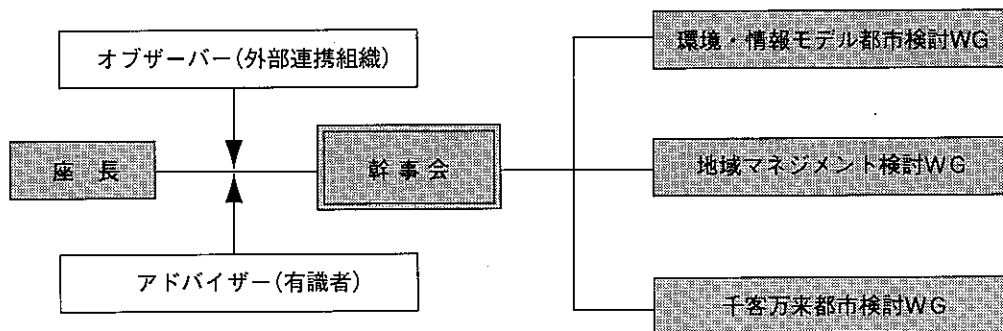 オブザーバー(外部連携組織)
環境・情報モデル都市検討WG
座長
幹事会
地域マネジメント検討WG
アドバイザー(有識者)
千客万来都市検討WG